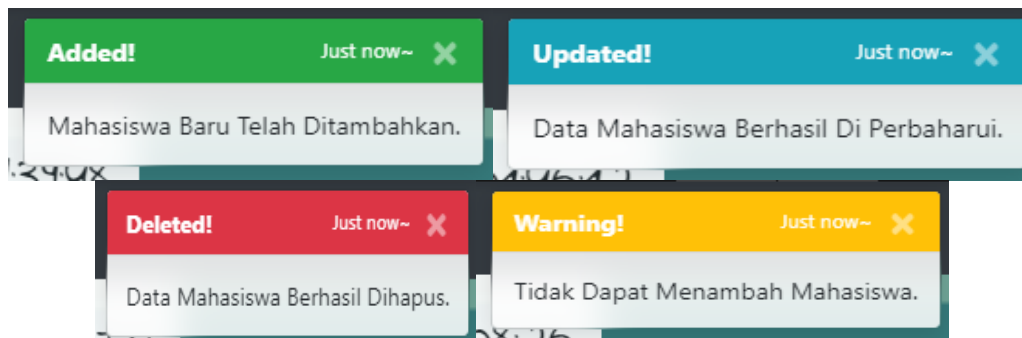 Added! Just now~ ×
Mahasiswa Baru Telah Ditambahkan.
Updated! Just now~ ×
Data Mahasiswa Berhasil Di Perbaharui.
Deleted! Just now~ ×
Data Mahasiswa Berhasil Dihapus.
Warning! Just now~ ×
Tidak Dapat Menambah Mahasiswa.